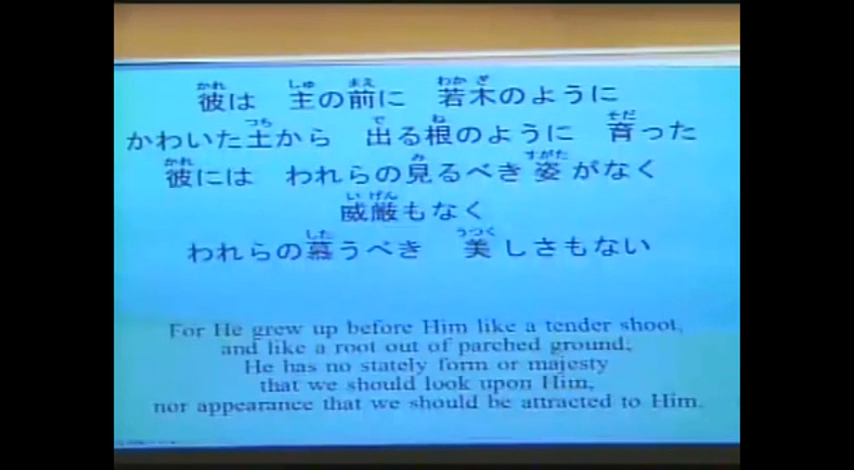 彼は 主の前に 若木のように
かわいた土から 出る根のように 育った
彼には われらの見るべき 姿がなく
威厳もなく
われらの慕うべき 美しさもない
For He grew up before Him like a tender shoot,
and like a root out of parched ground;
He has no stately form or majesty
that we should look upon Him,
nor appearance that we should be attracted to Him.